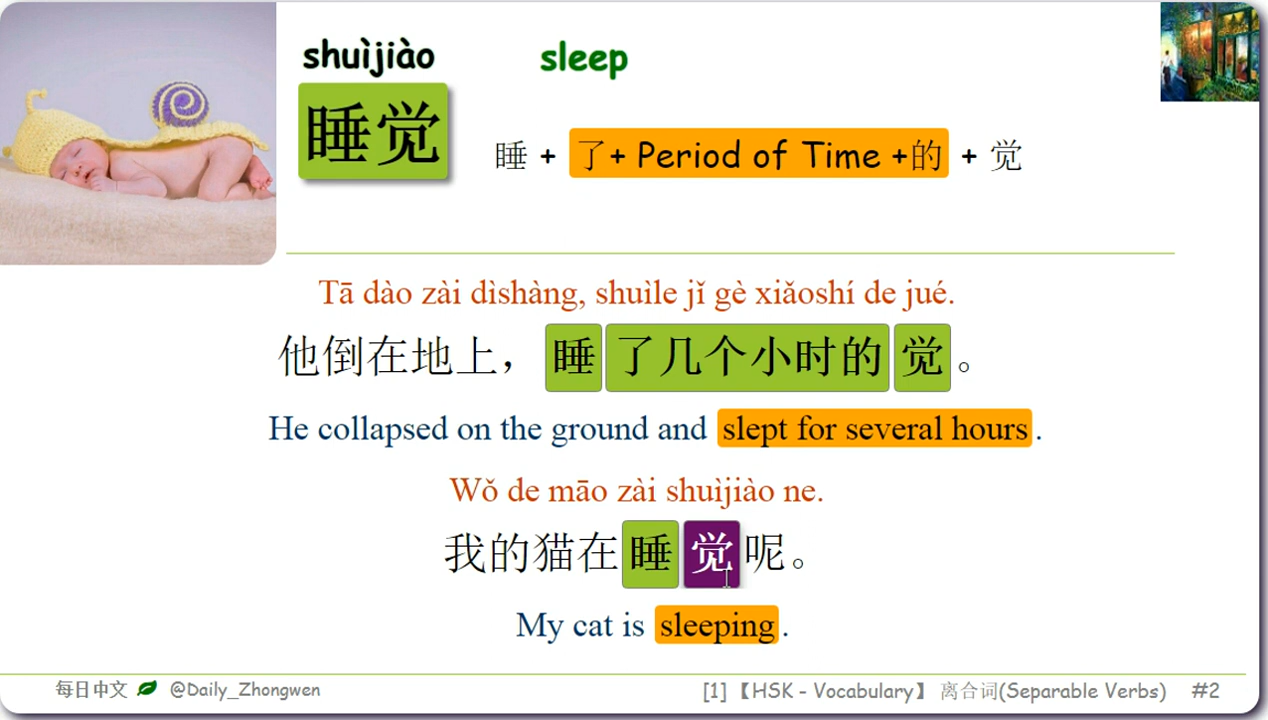 shuìjiào sleep
睡觉
睡 + 了+ Period of Time +的 + 觉
Tā dào zài dìshàng, shuìle jǐ gè xiǎoshí de jué.
他倒在地上，睡了几个小时的觉。
He collapsed on the ground and slept for several hours.
Wǒ de māo zài shuìjiào ne.
我的猫在睡觉呢。
My cat is sleeping.
每日中文 @Daily_Zhongwen [1]【HSK - Vocabulary】 离合词(Separable Verbs) #2